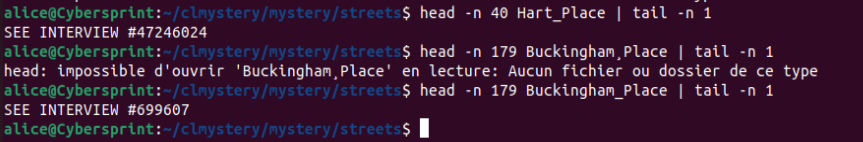 alice@Cybersprint:~/clmystery/mystery/streets$ head -n 40 Hart_Place | tail -n 1
SEE INTERVIEW #47246024
alice@Cybersprint:~/clmystery/mystery/streets$ head -n 179 Buckingham¸Place | tail -n 1
head: impossible d'ouvrir 'Buckingham¸Place' en lecture: Aucun fichier ou dossier de ce type
alice@Cybersprint:~/clmystery/mystery/streets$ head -n 179 Buckingham_Place | tail -n 1
SEE INTERVIEW #699607
alice@Cybersprint:~/clmystery/mystery/streets$